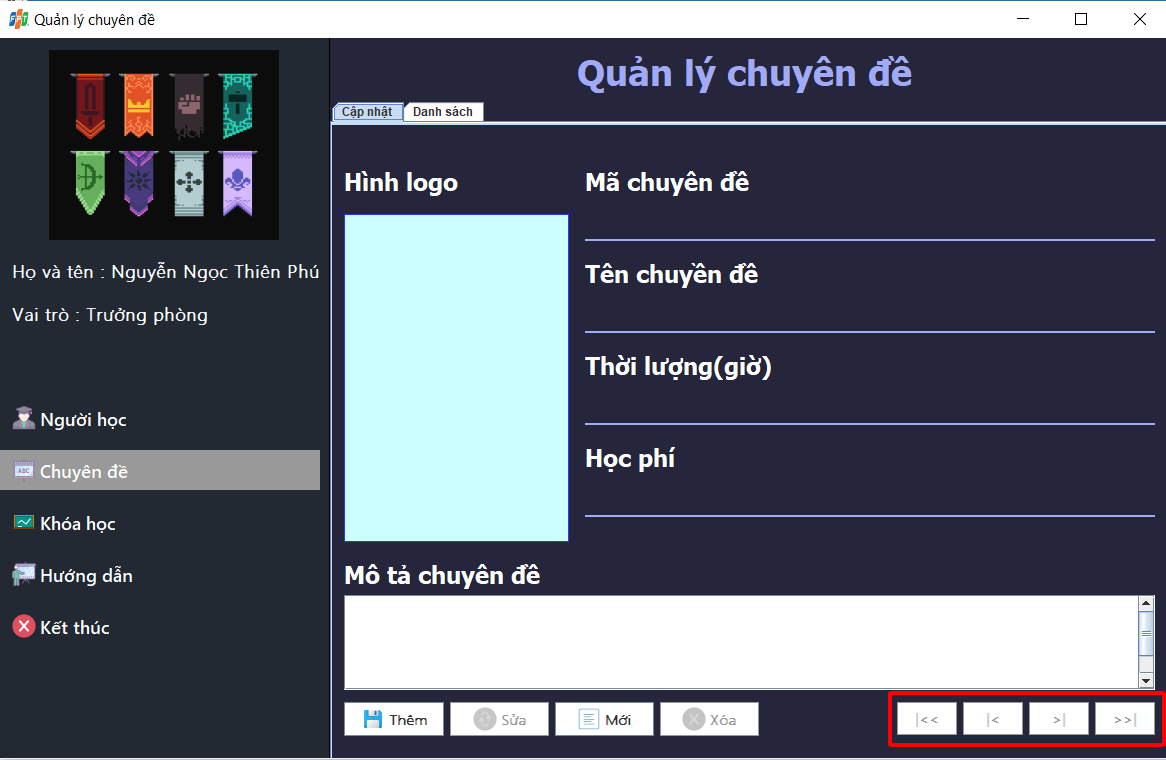 FPT Quản lý chuyên đề
Quản lý chuyên đề
Cập nhật
Danh sách
Họ và tên : Nguyễn Ngọc Thiên Phú
Vai trò : Trưởng phòng
Người học
ABC Chuyên đề
Khóa học
Hướng dẫn
Kết thúc
Hình logo
Mã chuyên đề
Tên chuyền đề
Thời lượng(giờ)
Học phí
Mô tả chuyên đề
Thêm
Sửa
Mới
Xóa
|<<
|<
>|
>>|